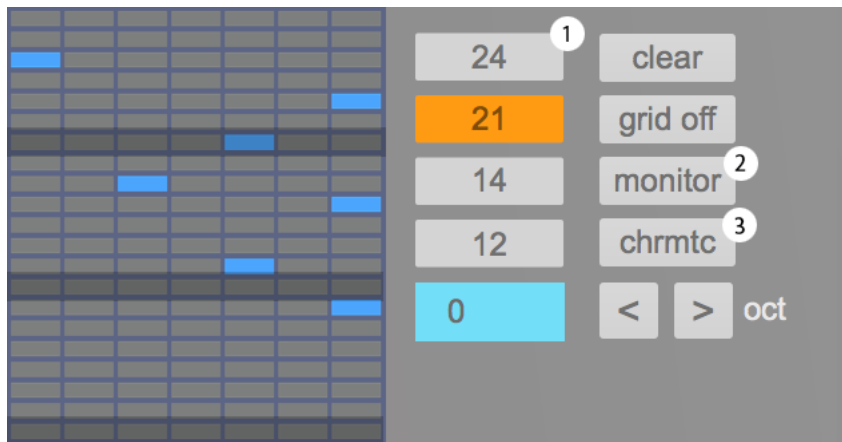 1
24 clear
21 grid off
2
14 monitor
3
12 chrmtc
0 < > oct